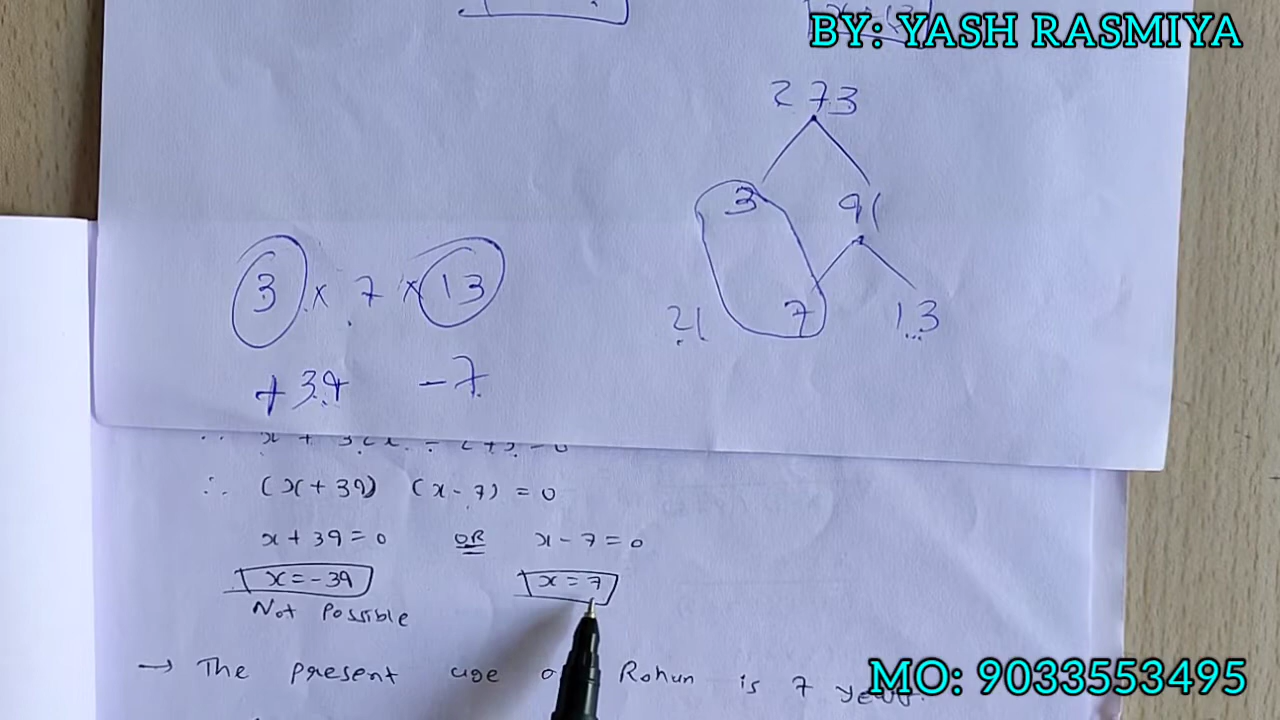 BY: YASH RASMIYA
273
3 91
21 7 13
3 × 7 × 13
+39 -7
∴ (x+39) (x-7) = 0
x+39=0 OR x-7=0
x=-39 x=7
Not Possible
→ The present age Rohun is 7 year
MO: 9033553495